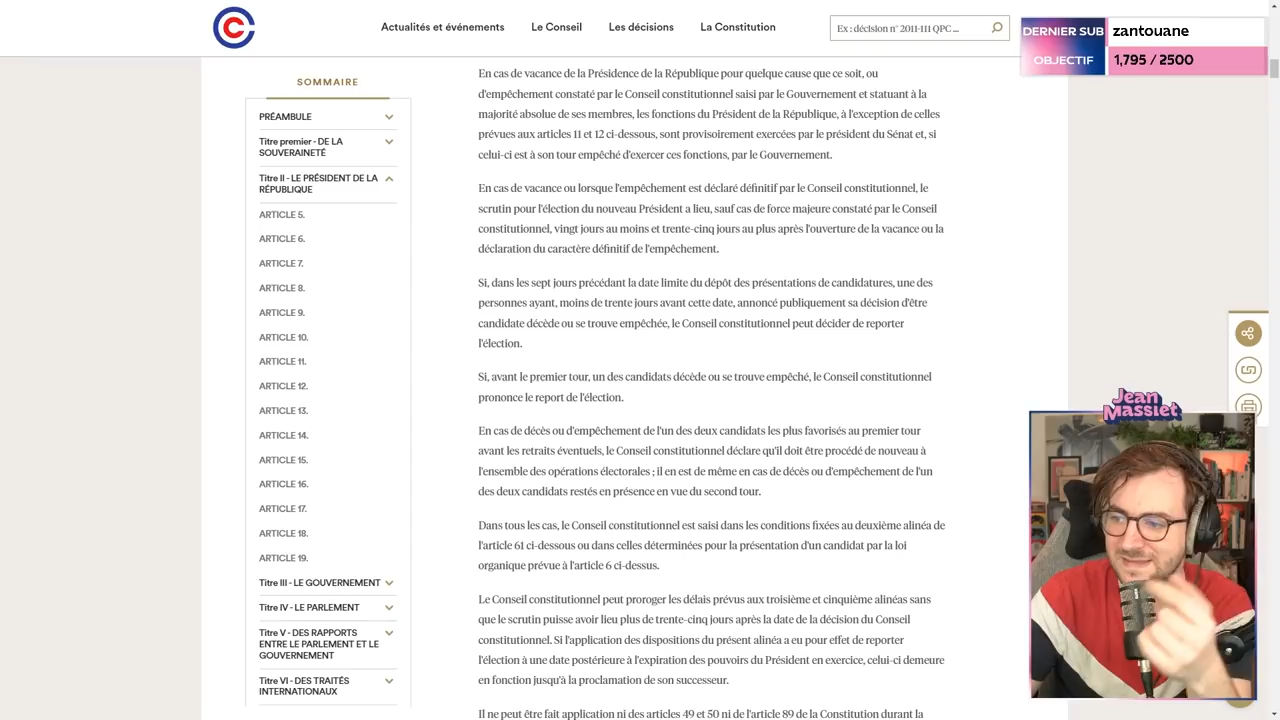 Actualités et événements
Le Conseil
Les décisions
La Constitution
Ex : décision n° 2011-111 QPC ...
DERNIER SUB
zantouane
OBJECTIF
1,795 / 2500
SOMMAIRE
PRÉAMBULE
Titre premier - DE LA
SOUVERAINETÉ
Titre II - LE PRÉSIDENT DE LA
RÉPUBLIQUE
ARTICLE 5.
ARTICLE 6.
ARTICLE 7.
ARTICLE 8.
ARTICLE 9.
ARTICLE 10.
ARTICLE 11.
ARTICLE 12.
ARTICLE 13.
ARTICLE 14.
ARTICLE 15.
ARTICLE 16.
ARTICLE 17.
ARTICLE 18.
ARTICLE 19.
Titre III - LE GOUVERNEMENT
Titre IV - LE PARLEMENT
Titre V - DES RAPPORTS
ENTRE LE PARLEMENT ET LE
GOUVERNEMENT
Titre VI - DES TRAITÉS
INTERNATIONAUX
En cas de vacance de la Présidence de la République pour quelque cause que ce soit, ou
d'empêchement constaté par le Conseil constitutionnel saisi par le Gouvernement et statuant à la
majorité absolue de ses membres, les fonctions du Président de la République, à l'exception de celles
prévues aux articles 11 et 12 ci-dessous, sont provisoirement exercées par le président du Sénat et, si
celui-ci est à son tour empêché d'exercer ces fonctions, par le Gouvernement.
En cas de vacance ou lorsque l'empêchement est déclaré définitif par le Conseil constitutionnel, le
scrutin pour l'élection du nouveau Président a lieu, sauf cas de force majeure constaté par le Conseil
constitutionnel, vingt jours au moins et trente-cinq jours au plus après l'ouverture de la vacance ou la
déclaration du caractère définitif de l'empêchement.
Si, dans les sept jours précédant la date limite du dépôt des présentations de candidatures, une des
personnes ayant, moins de trente jours avant cette date, annoncé publiquement sa décision d'être
candidate décède ou se trouve empêchée, le Conseil constitutionnel peut décider de reporter
l'élection.
Si, avant le premier tour, un des candidats décède ou se trouve empêché, le Conseil constitutionnel
prononce le report de l'élection.
En cas de décès ou d'empêchement de l'un des deux candidats les plus favorisés au premier tour
avant les retraits éventuels, le Conseil constitutionnel déclare qu'il doit être procédé de nouveau à
l'ensemble des opérations électorales ; il en est de même en cas de décès ou d'empêchement de l'un
des deux candidats restés en présence en vue du second tour.
Dans tous les cas, le Conseil constitutionnel est saisi dans les conditions fixées au deuxième alinéa de
l'article 61 ci-dessous ou dans celles déterminées pour la présentation d'un candidat par la loi
organique prévue à l'article 6 ci-dessus.
Le Conseil constitutionnel peut proroger les délais prévus aux troisième et cinquième alinéas sans
que le scrutin puisse avoir lieu plus de trente-cinq jours après la date de la décision du Conseil
constitutionnel. Si l'application des dispositions du présent alinéa a eu pour effet de reporter
l'élection à une date postérieure à l'expiration des pouvoirs du Président en exercice, celui-ci demeure
en fonction jusqu'à la proclamation de son successeur.
Il ne peut être fait application ni des articles 49 et 50 ni de l'article 89 de la Constitution durant la
Jean
Massiet